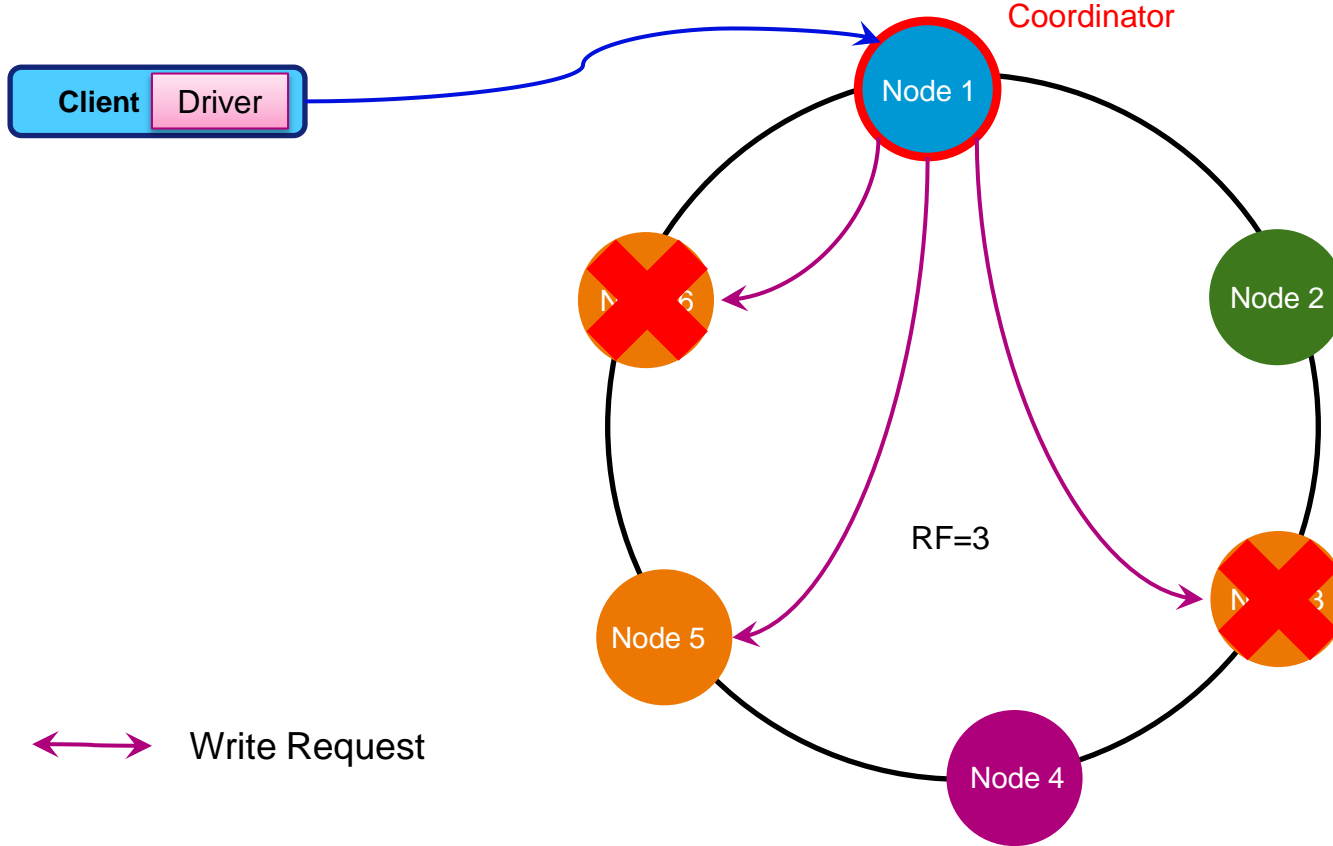 Coordinator
Client
Driver
Node 1
Node 2
RF=3
Node 5
Write Request
Node 4